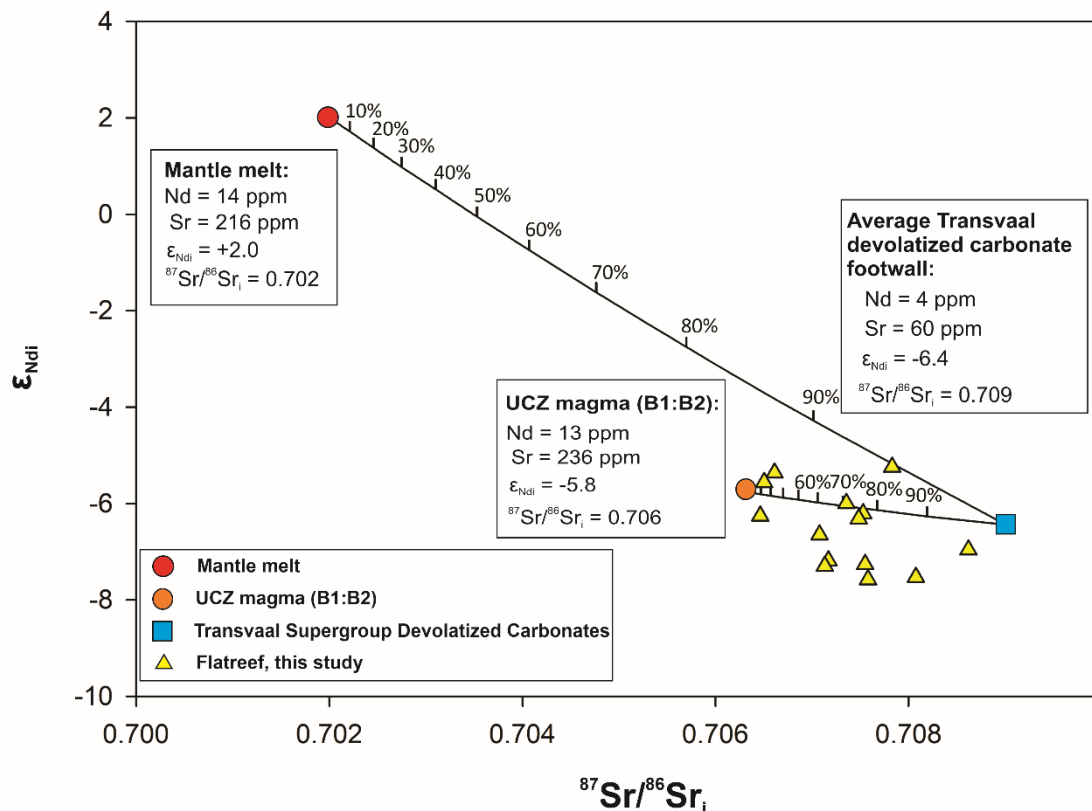 4
2
0
-2
-4
-6
-8
-10
εNdi
0.700
0.702
0.704
0.706
0.708
⁸⁷Sr/⁸⁶Srᵢ
10%
20%
30%
40%
50%
60%
70%
80%
90%
Mantle melt:
Nd = 14 ppm
Sr = 216 ppm
εNdi = +2.0
⁸⁷Sr/⁸⁶Srᵢ = 0.702
Average Transvaal
devolatized carbonate
footwall:
Nd = 4 ppm
Sr = 60 ppm
εNdi = -6.4
⁸⁷Sr/⁸⁶Srᵢ = 0.709
UCZ magma (B1:B2):
Nd = 13 ppm
Sr = 236 ppm
εNdi = -5.8
⁸⁷Sr/⁸⁶Srᵢ = 0.706
60% 70% 80% 90%
Mantle melt
UCZ magma (B1:B2)
Transvaal Supergroup Devolatized Carbonates
Flatreef, this study